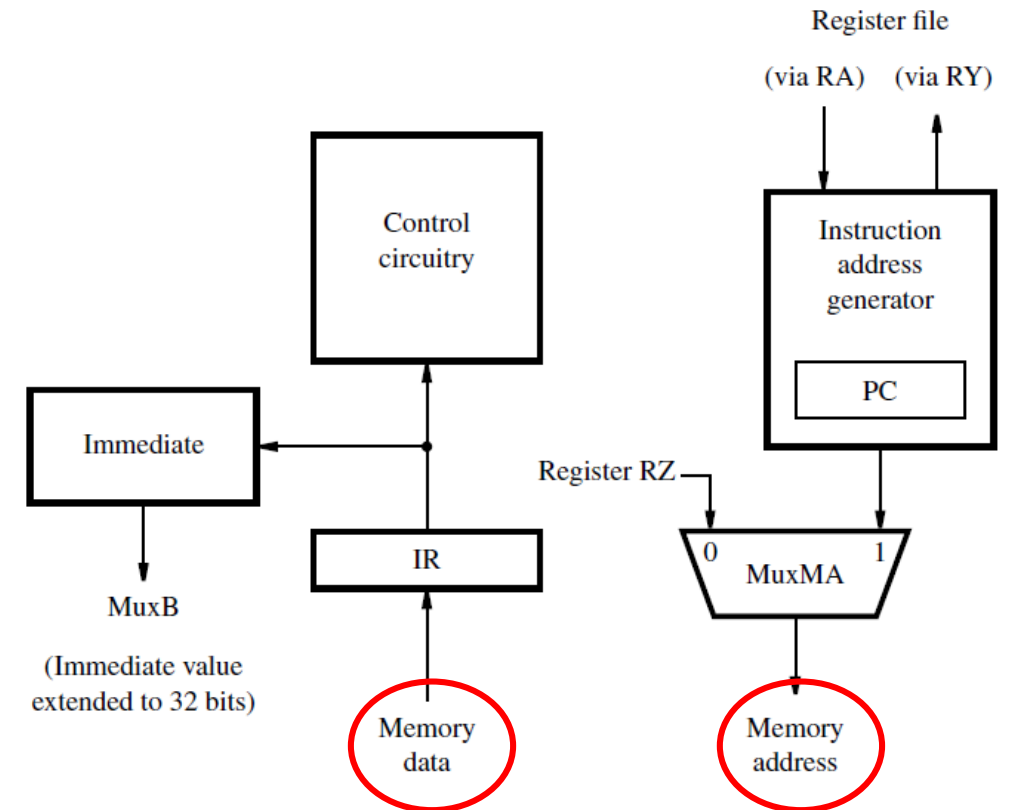 Register file
(via RA) (via RY)
Control
circuitry
Instruction
address
generator
PC
Immediate
Register RZ
IR
0 1
MuxMA
MuxB
(Immediate value
extended to 32 bits)
Memory
data
Memory
address